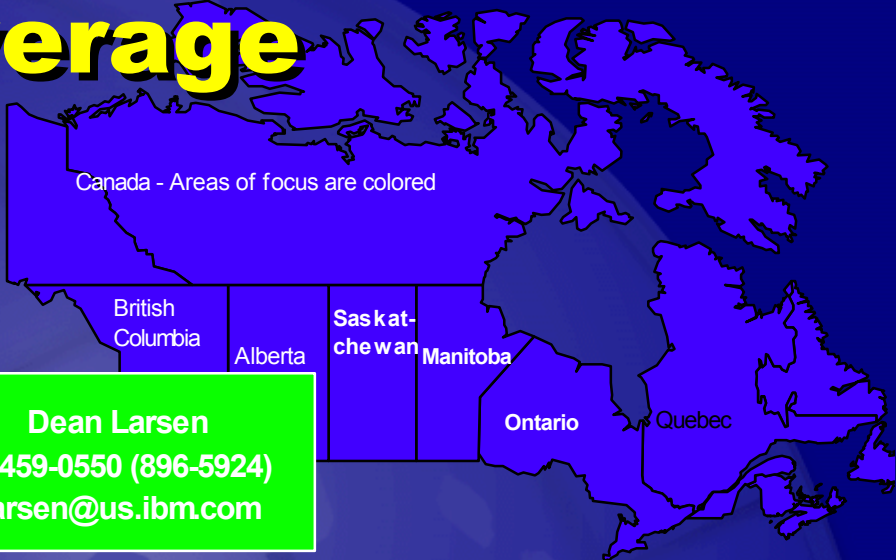 erage
Canada - Areas of focus are colored
British
Columbia
Alberta
Saskat-
chewan
Manitoba
Ontario
Quebec
Dean Larsen
459-0550 (896-5924)
arsen@us.ibm.com